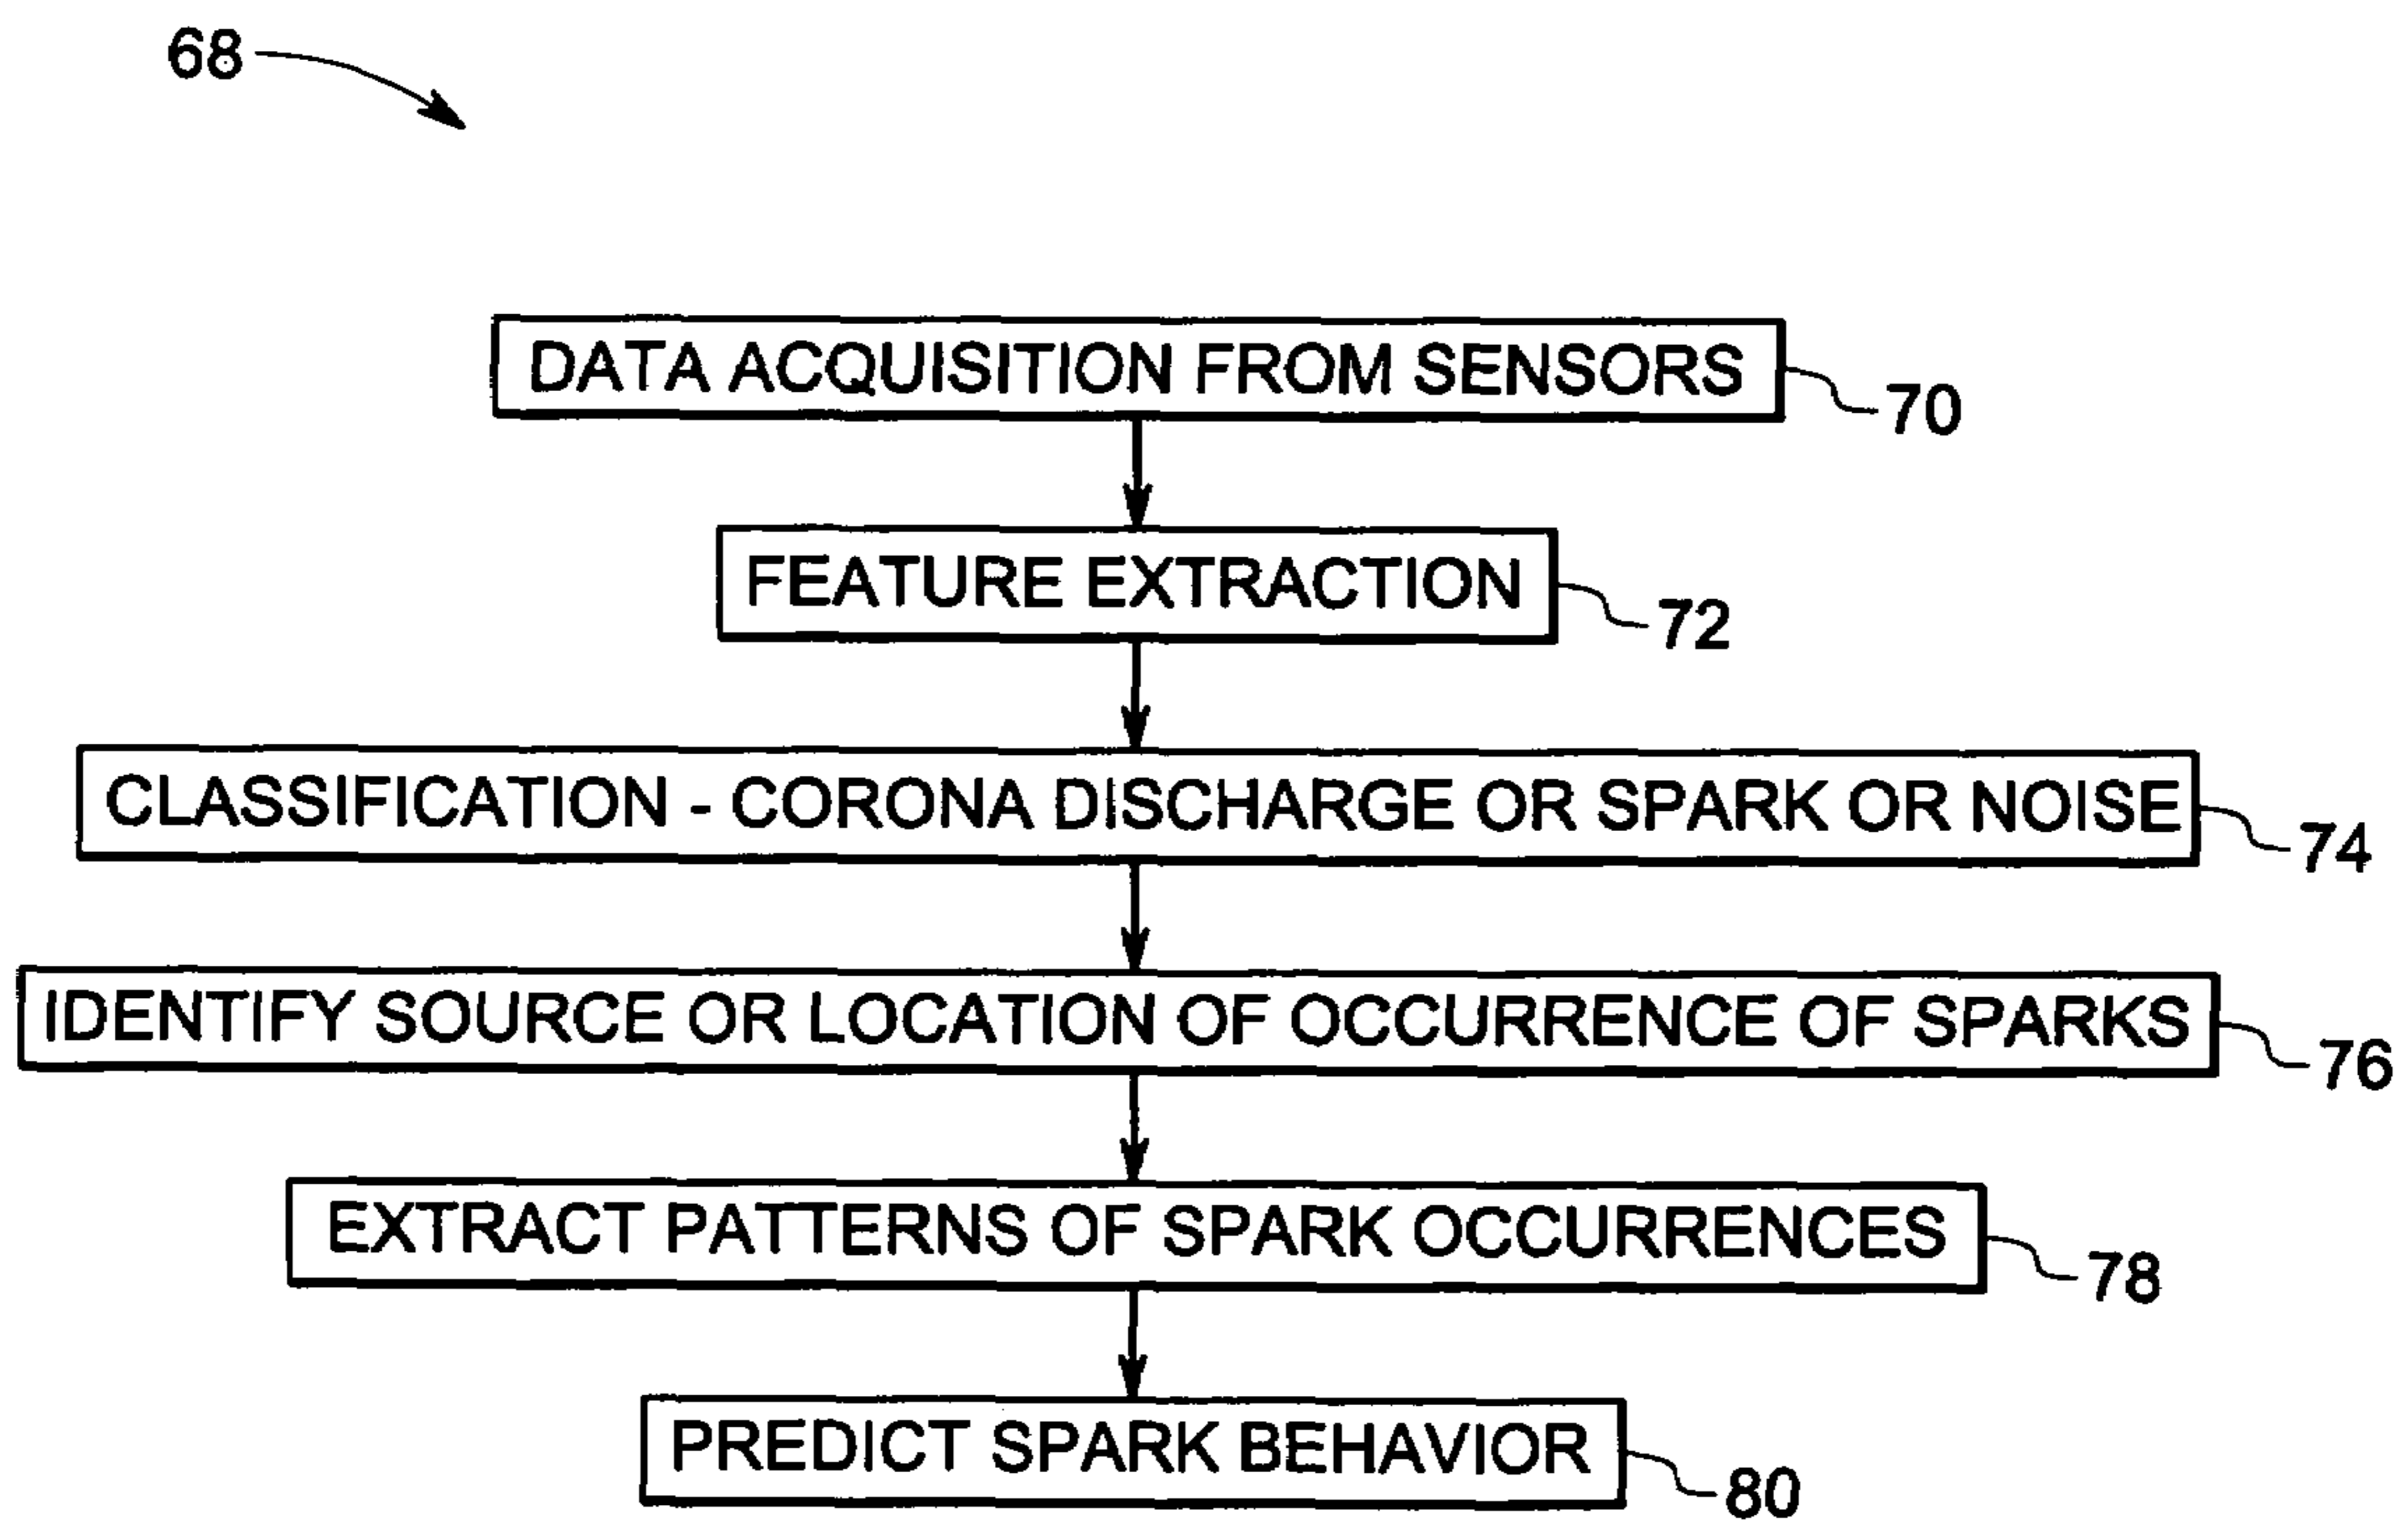 68
DATA ACQUISITION FROM SENSORS
70
FEATURE EXTRACTION
72
CLASSIFICATION - CORONA DISCHARGE OR SPARK OR NOISE
74
IDENTIFY SOURCE OR LOCATION OF OCCURRENCE OF SPARKS
76
EXTRACT PATTERNS OF SPARK OCCURRENCES
78
PREDICT SPARK BEHAVIOR
80